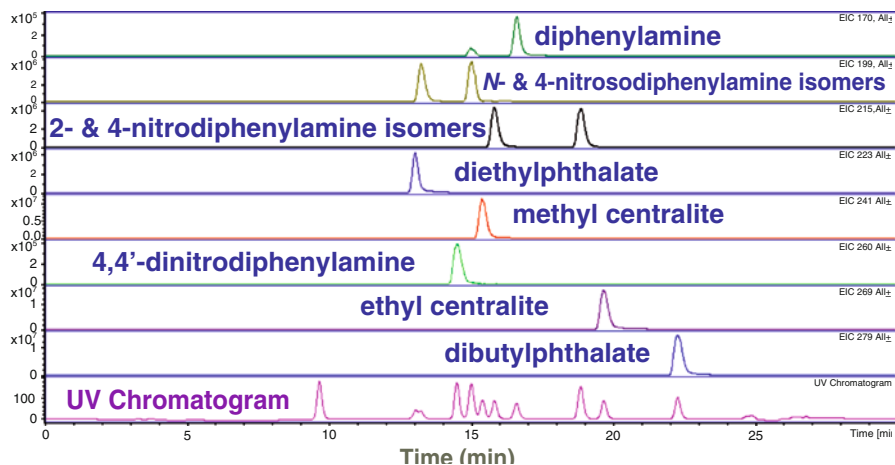 x10⁵ EIC 170, All±
2 diphenylamine
0
x10⁶ EIC 199, All±
2 N- & 4-nitrosodiphenylamine isomers
0
x10⁶ EIC 215,All±
2 2- & 4-nitrodiphenylamine isomers
0
x10⁶ EIC 223 All±
2 diethylphthalate
0
x10⁷ EIC 241 All±
0.5 methyl centralite
0.0
x10⁵ EIC 260 All±
2 4,4’-dinitrodiphenylamine
0
x10⁷ EIC 269 All±
1 ethyl centralite
0
x10⁷ EIC 279 All±
1 dibutylphthalate
0
UV Chromatogram
100 UV Chromatogram
0
0 5 10 15 20 25 Time [mi
Time (min)